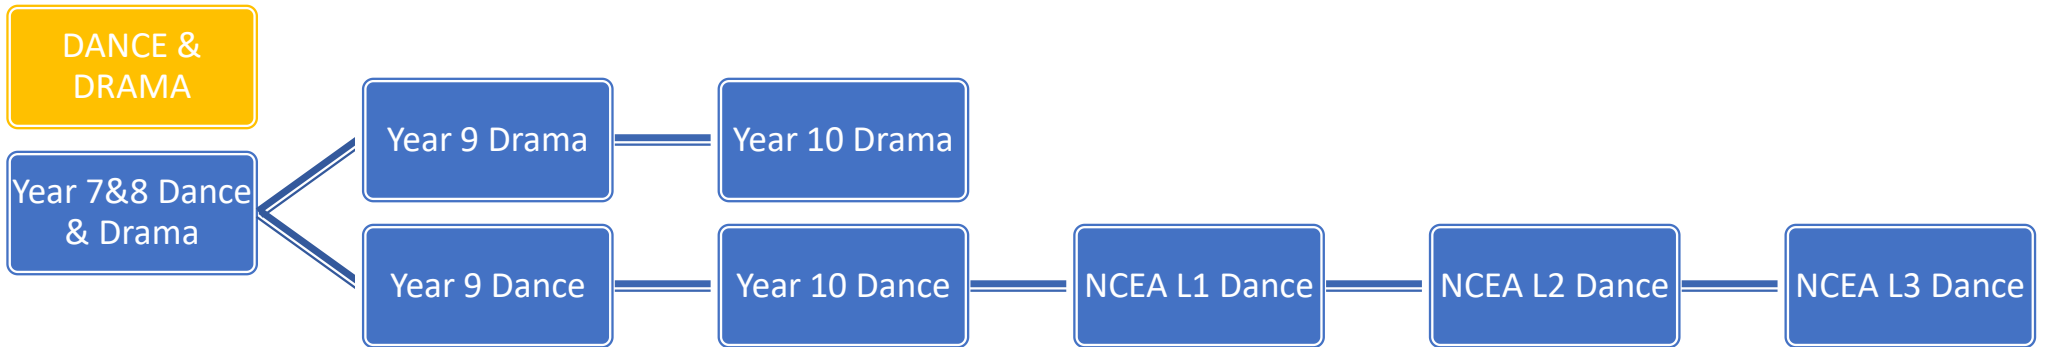 DANCE &
DRAMA
Year 7&8 Dance
& Drama
Year 9 Drama
Year 10 Drama
Year 9 Dance
Year 10 Dance
NCEA L1 Dance
NCEA L2 Dance
NCEA L3 Dance